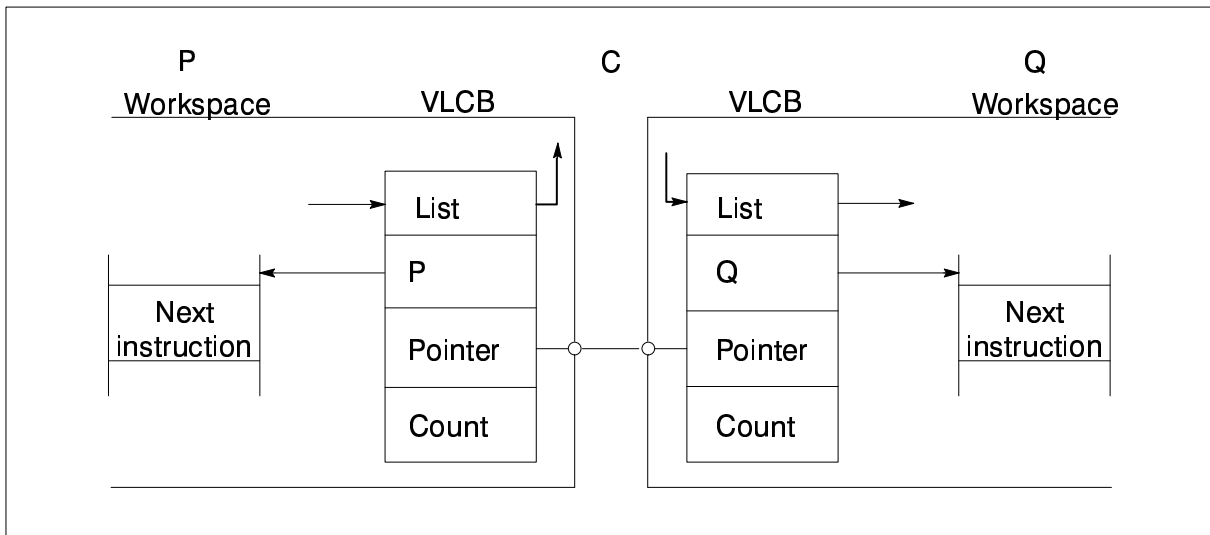 P C Q
Workspace VLCB VLCB Workspace
List List
P Q
Next instruction
Pointer Pointer
Next instruction
Count Count